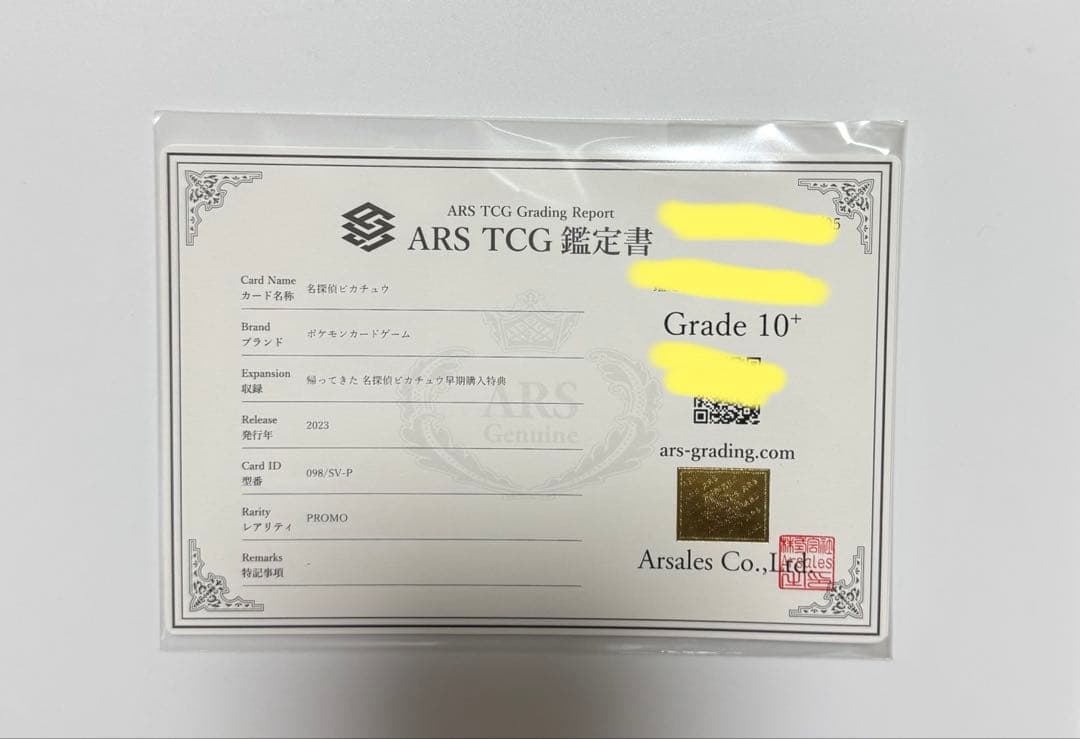 ARS TCG Grading Report
ARS TCG 鑑定書
Card Name
カード名称
名探偵ピカチュウ
Brand
ブランド
ポケモンカードゲーム
Expansion
収録
帰ってきた 名探偵ピカチュウ早期購入特典
Release
発行年
2023
Card ID
型番
098/SV-P
Rarity
レアリティ
PROMO
Remarks
特記事項
-
ARS
Genuine
Grade 10+
ars-grading.com
Arsales Co.,Ltd.
Arsales